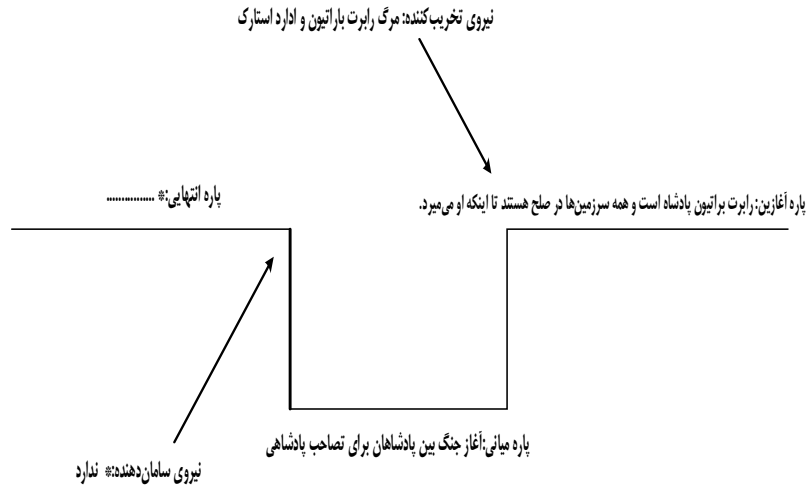 نیروی تخریب‌کننده: مرگ رابرت باراتیون و ادارد استارک
پاره آغازین: رابرت براتیون پادشاه است و همه سرزمین‌ها در صلح هستند تا اینکه او می‌میرد.
پاره انتهایی:* ................
پاره میانی:آغاز جنگ بین پادشاهان برای تصاحب پادشاهی
نیروی سامان‌دهنده:* ندارد